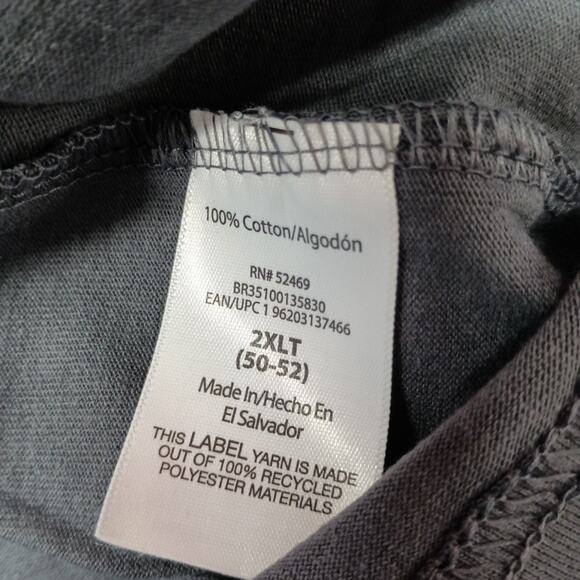 100% Cotton/Algodón
RN# 52469
BR35100135830
EAN/UPC 1 96203137466
2XLT
(50-52)
Made In/Hecho En
El Salvador
THIS LABEL YARN IS MADE
OUT OF 100% RECYCLED
POLYESTER MATERIALS